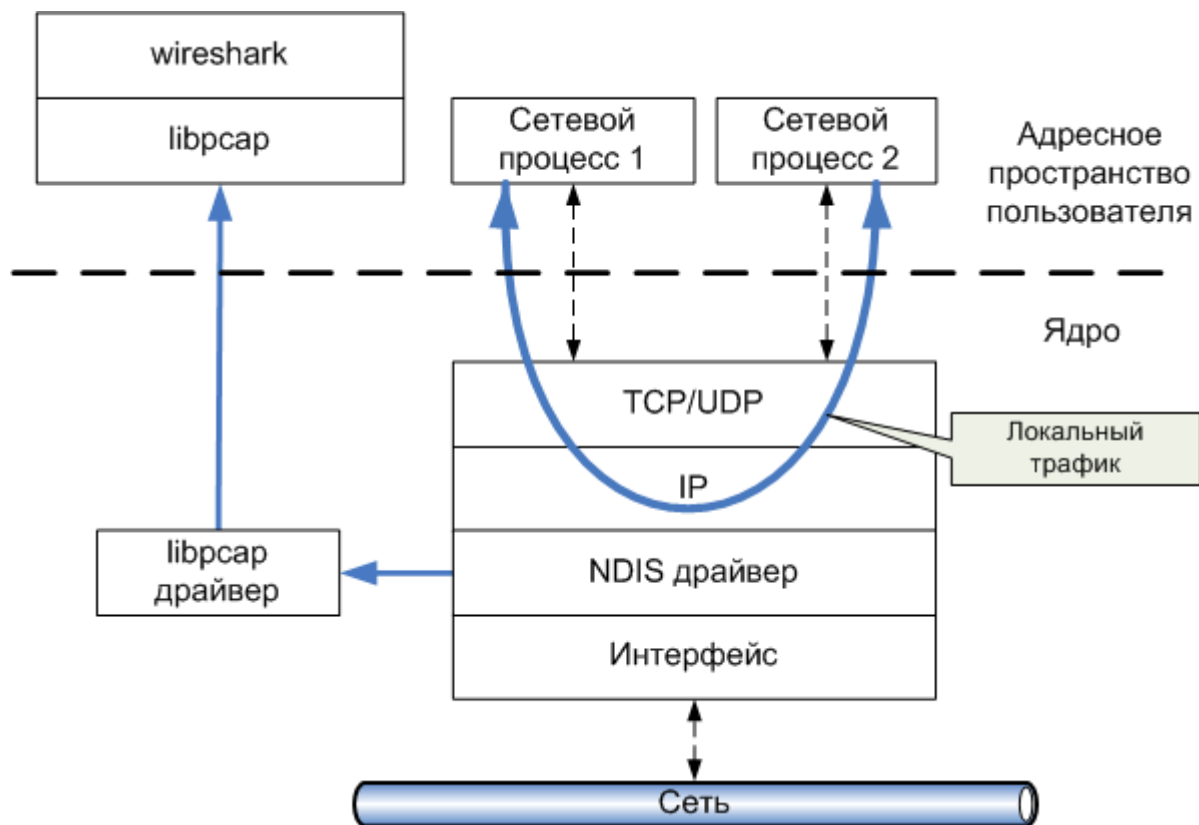 wireshark
libpcap
Сетевой
процесс 1
Сетевой
процесс 2
Адресное
пространство
пользователя
Ядро
TCP/UDP
Локальный
трафик
IP
libpcap
драйвер
NDIS драйвер
Интерфейс
Сеть